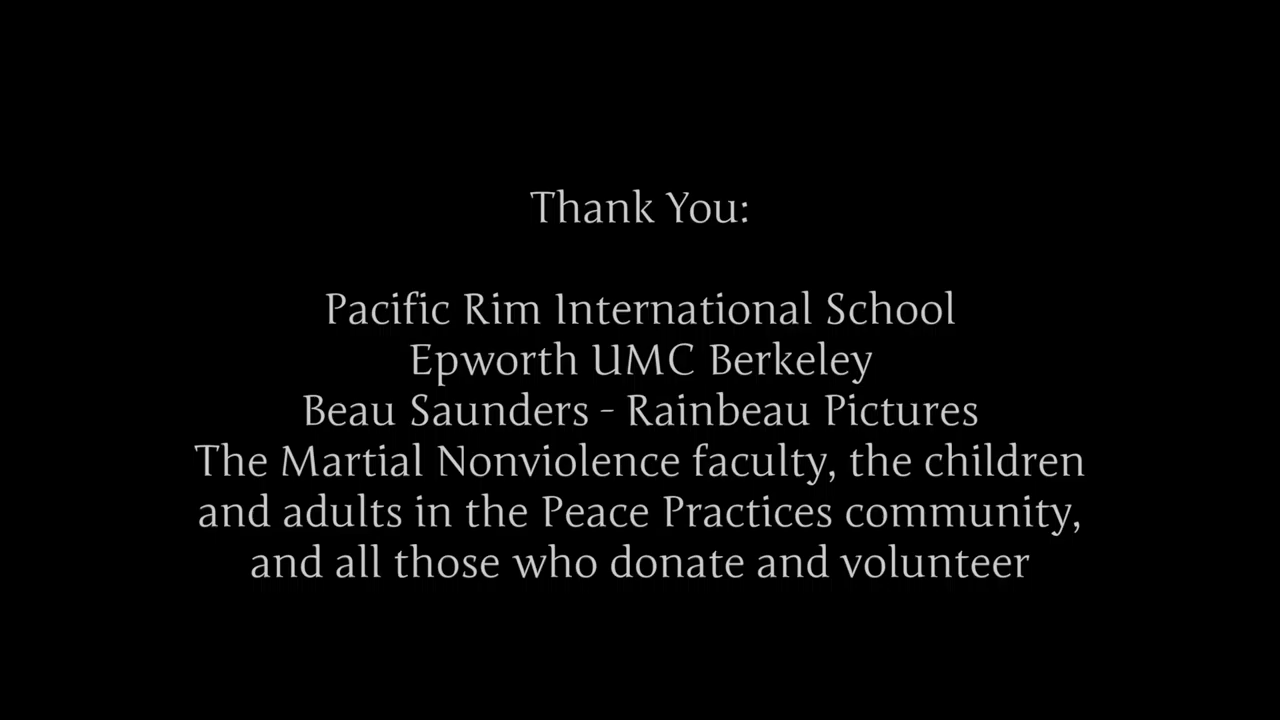 Thank You:
Pacific Rim International School
Epworth UMC Berkeley
Beau Saunders - Rainbeau Pictures
The Martial Nonviolence faculty, the children
and adults in the Peace Practices community,
and all those who donate and volunteer